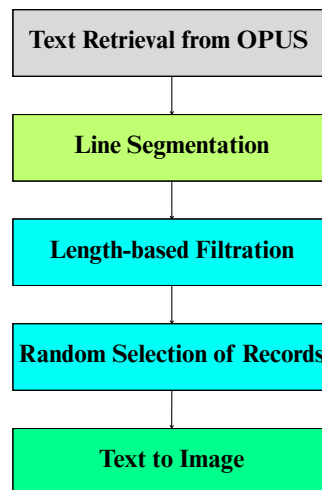 Text Retrieval from OPUS
Line Segmentation
Length-based Filtration
Random Selection of Records
Text to Image